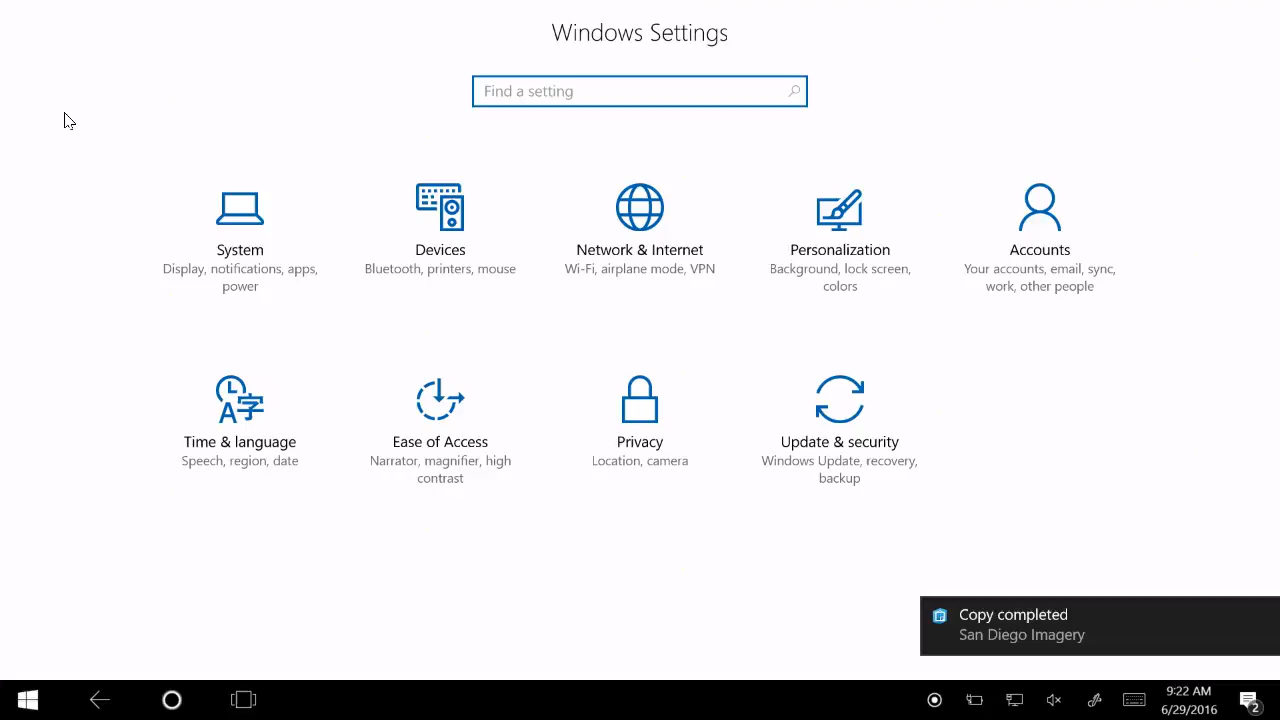 Windows Settings
Find a setting
System
Display, notifications, apps,
power
Devices
Bluetooth, printers, mouse
Network & Internet
Wi-Fi, airplane mode, VPN
Personalization
Background, lock screen,
colors
Accounts
Your accounts, email, sync,
work, other people
A字
Time & language
Speech, region, date
Ease of Access
Narrator, magnifier, high
contrast
Privacy
Location, camera
Update & security
Windows Update, recovery,
backup
Copy completed
San Diego Imagery
9:22 AM
6/29/2016
2